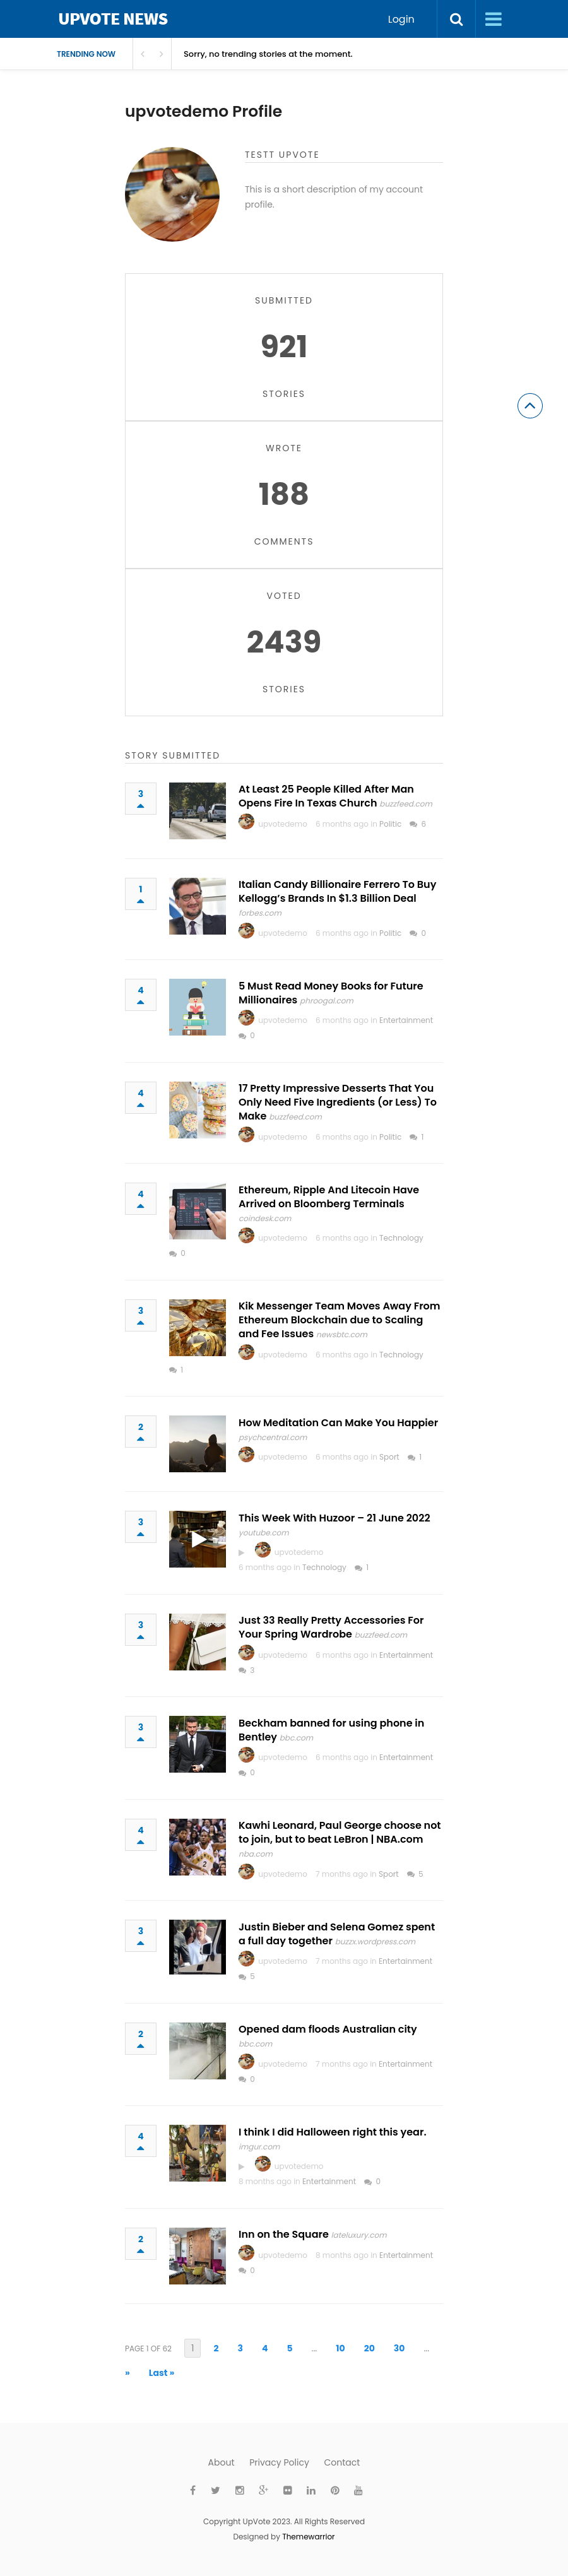 UPVOTE NEWS
Login
TRENDING NOW
Sorry, no trending stories at the moment.
upvotedemo Profile
TESTT UPVOTE
This is a short description of my account
profile.
SUBMITTED
921
STORIES
WROTE
188
COMMENTS
VOTED
2439
STORIES
STORY SUBMITTED
3
At Least 25 People Killed After Man
Opens Fire In Texas Church buzzfeed.com
upvotedemo 6 months ago in Politic 6
1
Italian Candy Billionaire Ferrero To Buy
Kellogg’s Brands In $1.3 Billion Deal
forbes.com
upvotedemo 6 months ago in Politic 0
4
5 Must Read Money Books for Future
Millionaires phroogal.com
upvotedemo 6 months ago in Entertainment
0
4
17 Pretty Impressive Desserts That You
Only Need Five Ingredients (or Less) To
Make buzzfeed.com
upvotedemo 6 months ago in Politic 1
4
Ethereum, Ripple And Litecoin Have
Arrived on Bloomberg Terminals
coindesk.com
upvotedemo 6 months ago in Technology
0
3
Kik Messenger Team Moves Away From
Ethereum Blockchain due to Scaling
and Fee Issues newsbtc.com
upvotedemo 6 months ago in Technology
1
2
How Meditation Can Make You Happier
psychcentral.com
upvotedemo 6 months ago in Sport 1
3
This Week With Huzoor – 21 June 2022
youtube.com
upvotedemo
6 months ago in Technology 1
3
Just 33 Really Pretty Accessories For
Your Spring Wardrobe buzzfeed.com
upvotedemo 6 months ago in Entertainment
3
3
Beckham banned for using phone in
Bentley bbc.com
upvotedemo 6 months ago in Entertainment
0
4
Kawhi Leonard, Paul George choose not
to join, but to beat LeBron | NBA.com
nba.com
upvotedemo 7 months ago in Sport 5
3
Justin Bieber and Selena Gomez spent
a full day together buzzx.wordpress.com
upvotedemo 7 months ago in Entertainment
5
2
Opened dam floods Australian city
bbc.com
upvotedemo 7 months ago in Entertainment
0
4
I think I did Halloween right this year.
imgur.com
upvotedemo
8 months ago in Entertainment 0
2
Inn on the Square lateluxury.com
upvotedemo 8 months ago in Entertainment
0
PAGE 1 OF 62 1 2 3 4 5 ... 10 20 30 ...
» Last »
About Privacy Policy Contact
Copyright UpVote 2023. All Rights Reserved
Designed by Themewarrior